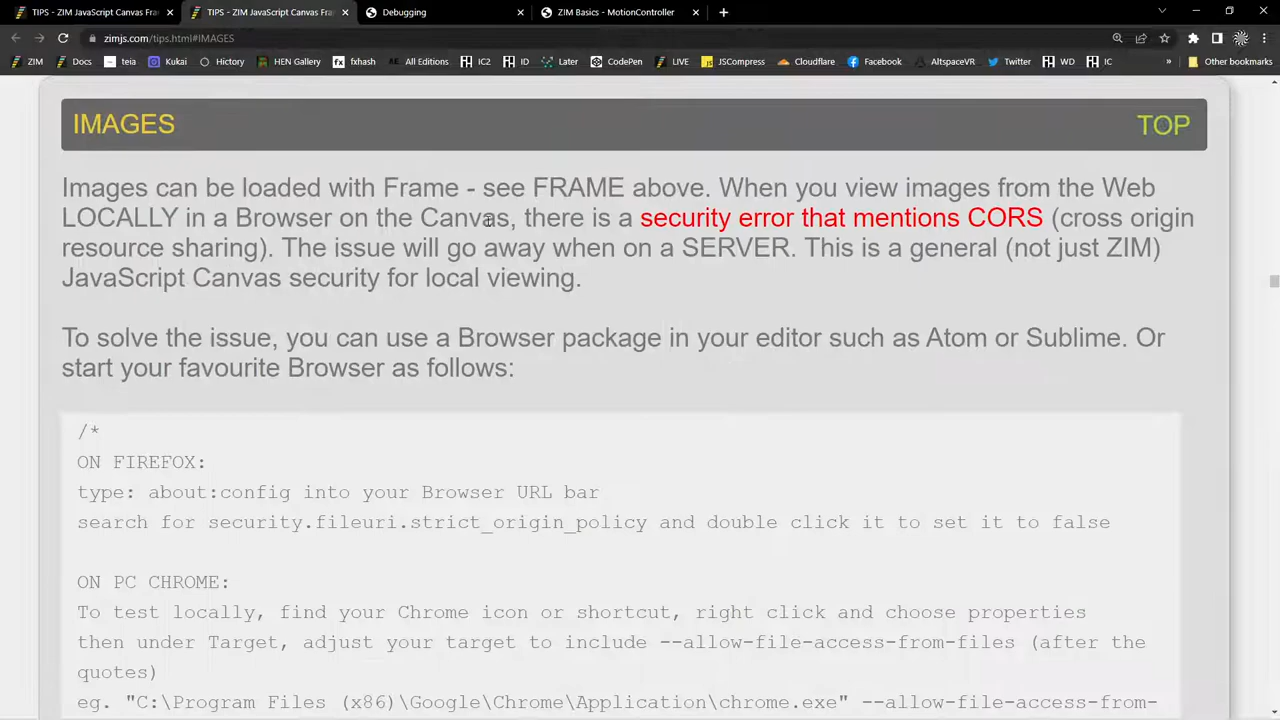 TIPS - ZIM JavaScript Canvas Fra
TIPS - ZIM JavaScript Canvas Fra
Debugging
ZIM Basics - MotionController
zimjs.com/tips.html#IMAGES
ZIM
Docs
teia
Kukai
Hictory
HEN Gallery
fxhash
All Editions
IC2
ID
Later
CodePen
LIVE
JSCompress
Cloudflare
Facebook
AltspaceVR
Twitter
WD
IC
»
Other bookmarks
IMAGES
TOP
Images can be loaded with Frame - see FRAME above. When you view images from the Web
LOCALLY in a Browser on the Canvas, there is a security error that mentions CORS (cross origin
resource sharing). The issue will go away when on a SERVER. This is a general (not just ZIM)
JavaScript Canvas security for local viewing.
To solve the issue, you can use a Browser package in your editor such as Atom or Sublime. Or
start your favourite Browser as follows:
/*
ON FIREFOX:
type: about:config into your Browser URL bar
search for security.fileuri.strict_origin_policy and double click it to set it to false
ON PC CHROME:
To test locally, find your Chrome icon or shortcut, right click and choose properties
then under Target, adjust your target to include --allow-file-access-from-files (after the
quotes)
eg. "C:\Program Files (x86)\Google\Chrome\Application\chrome.exe" --allow-file-access-from-